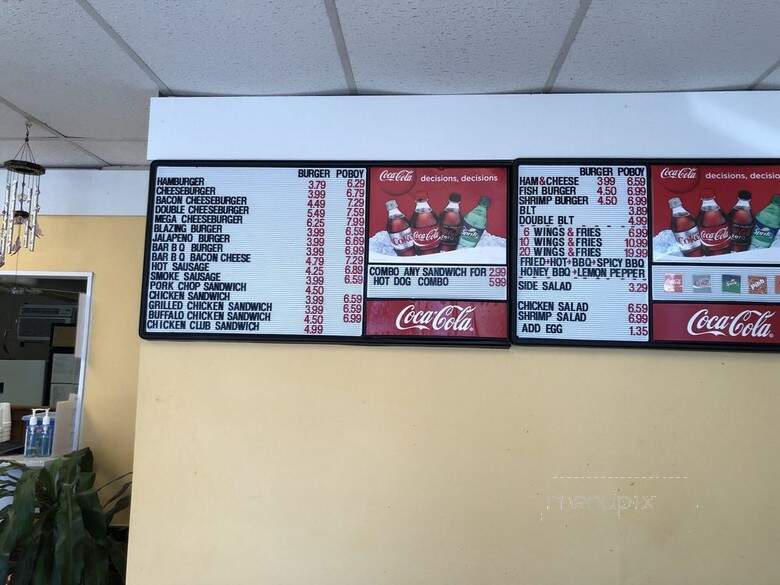 BURGER POBOY
HAMBURGER 3.79 6.29
CHEESEBURGER 3.99 6.79
BACON CHEESEBURGER 4.49 7.29
DOUBLE CHEESEBURGER 5.49 7.59
MEGA CHEESEBURGER 6.25 7.99
BLAZING BURGER 3.99 6.59
JALAPENO BURGER 3.99 6.69
BAR B Q BURGER 3.99 6.99
BAR B Q BACON CHEESE 4.79 7.29
HOT SAUSAGE 4.25 6.89
SMOKE SAUSAGE 3.99 6.59
PORK CHOP SANDWICH 4.50
CHICKEN SANDWICH 3.99 6.59
GRILLED CHICKEN SANDWICH 3.99 6.59
BUFFALO CHICKEN SANDWICH 4.50 6.99
CHICKEN CLUB SANDWICH 4.99
Coca-Cola decisions, decisions
Coke Coca-Cola Sprite
COMBO ANY SANDWICH FOR 2.99
HOT DOG COMBO 5.99
Coca-Cola
BURGER POBOY
HAM&CHEESE 3.99 6.59
FISH BURGER 4.50 6.99
SHRIMP BURGER 4.50 6.99
BLT 3.89
DOUBLE BLT 4.99
6 WINGS & FRIES 6.99
10 WINGS & FRIES 10.99
20 WINGS & FRIES 19.99
FRIED+HOT+BBQ+SPICY BBQ
HONEY BBQ+LEMON PEPPER
SIDE SALAD 3.29
CHICKEN SALAD 6.59
SHRIMP SALAD 6.99
ADD EGG 1.35
Coca-Cola decisions, decisions
Coke Coca-Cola Sprite
Coca-Cola
menupix